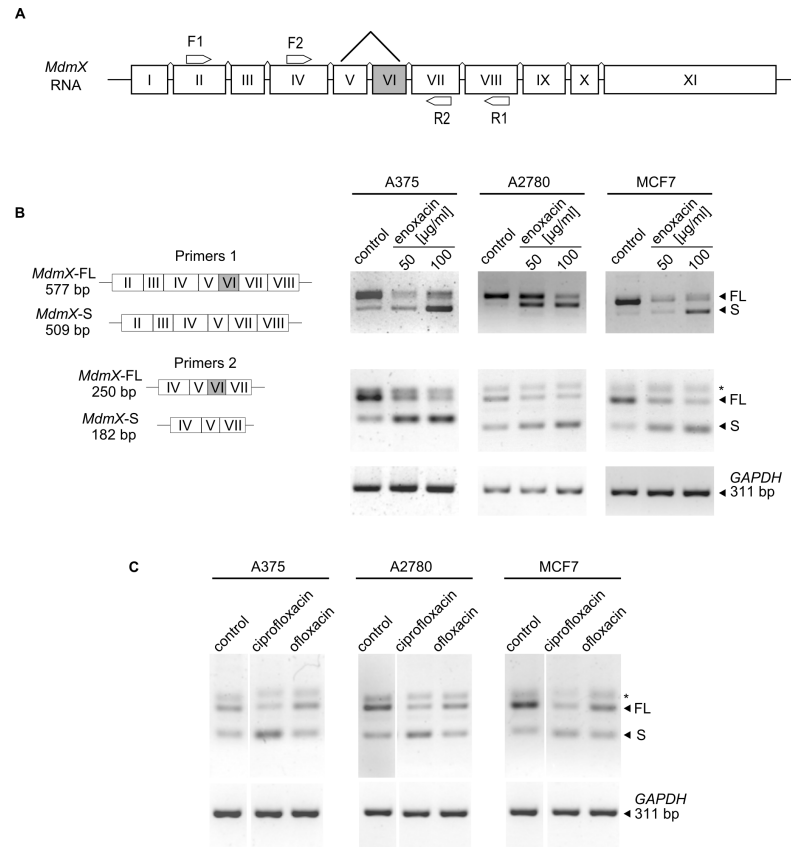 A
F1 F2
MdmX
RNA
I II III IV V VI VII VIII IX X XI
R2 R1
B
A375 A2780 MCF7
control enoxacin [µg/ml] 50 100
control enoxacin [µg/ml] 50 100
control enoxacin [µg/ml] 50 100
Primers 1
MdmX-FL
577 bp
II III IV V VI VII VIII
MdmX-S
509 bp
II III IV V VII VIII
FL
S
Primers 2
MdmX-FL
250 bp
IV V VI VII
MdmX-S
182 bp
IV V VII
*
FL
S
GAPDH
311 bp
C
A375 A2780 MCF7
control ciprofloxacin ofloxacin
control ciprofloxacin ofloxacin
control ciprofloxacin ofloxacin
*
FL
S
GAPDH
311 bp